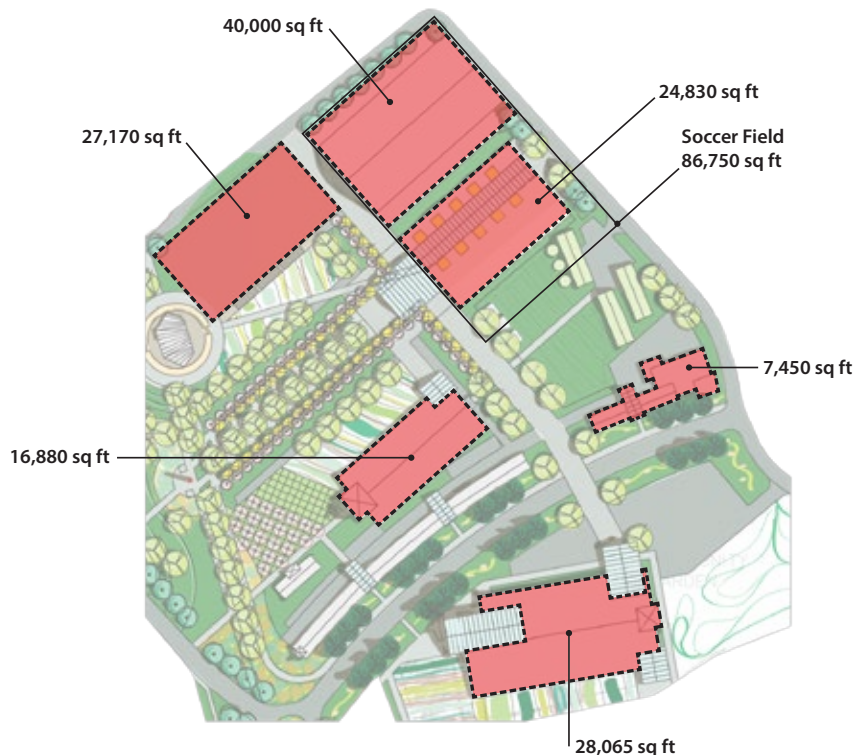 40,000 sq ft
24,830 sq ft
27,170 sq ft
Soccer Field
86,750 sq ft
7,450 sq ft
16,880 sq ft
28,065 sq ft